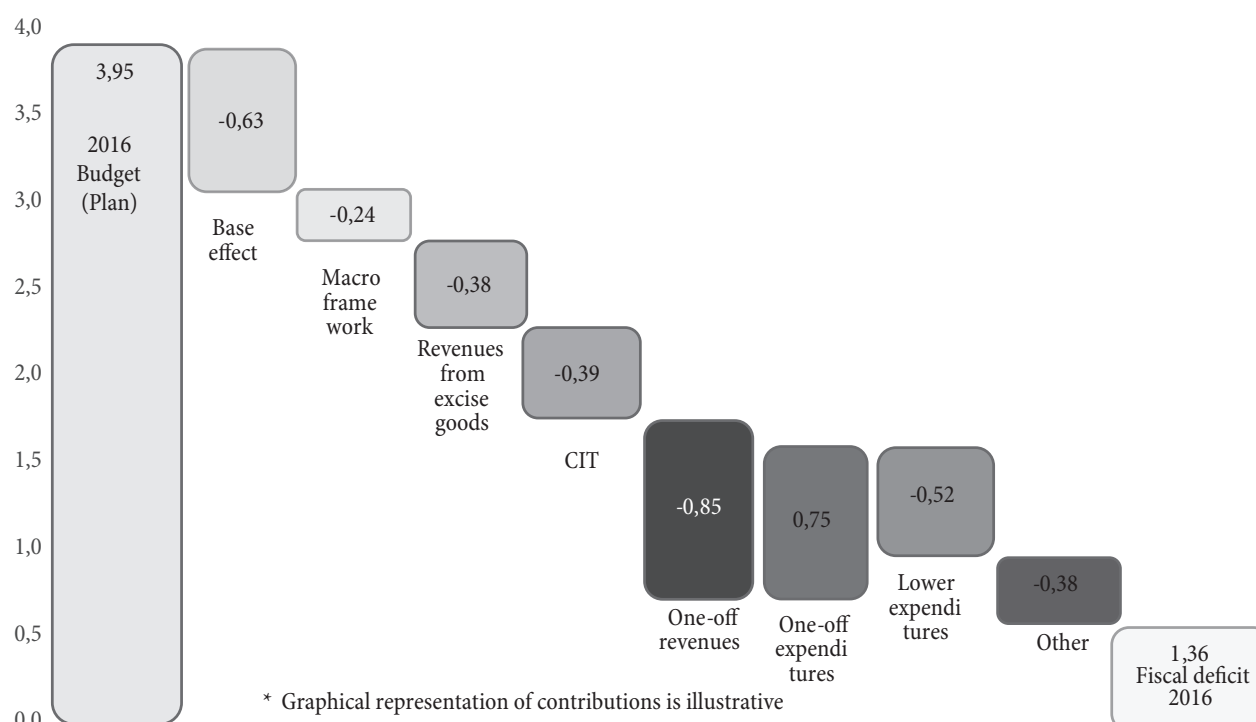 4,0
3,5
3,0
2,5
2,0
1,5
1,0
0,5
0,0
3,95
2016
Budget
(Plan)
-0,63
Base
effect
-0,24
Macro
frame
work
-0,38
Revenues
from
excise
goods
-0,39
CIT
-0,85
One-off
revenues
0,75
One-off
expendi
tures
-0,52
Lower
expendi
tures
-0,38
Other
1,36
Fiscal deficit
2016
* Graphical representation of contributions is illustrative